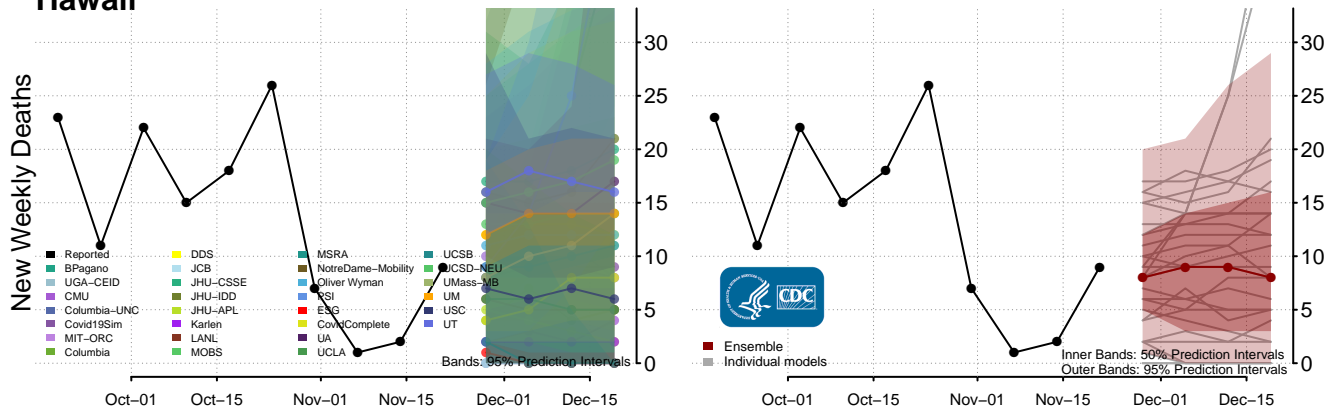 Hawaii
New Weekly Deaths
30
25
20
15
10
5
0
Reported
BPagano
UGA−CEID
CMU
Columbia−UNC
Covid19Sim
MIT−ORC
Columbia
DDS
JCB
JHU−CSSE
JHU−IDD
JHU−APL
Karlen
LANL
MOBS
MSRA
NotreDame−Mobility
Oliver Wyman
PSI
ESG
CovidComplete
UA
UCLA
UCSB
UCSD−NEU
UMass−MB
UM
USC
UT
Bands: 95% Prediction Intervals
Oct−01
Oct−15
Nov−01
Nov−15
Dec−01
Dec−15
30
25
20
15
10
5
0
CDC
Ensemble
Individual models
Inner Bands: 50% Prediction Intervals
Outer Bands: 95% Prediction Intervals
Oct−01
Oct−15
Nov−01
Nov−15
Dec−01
Dec−15